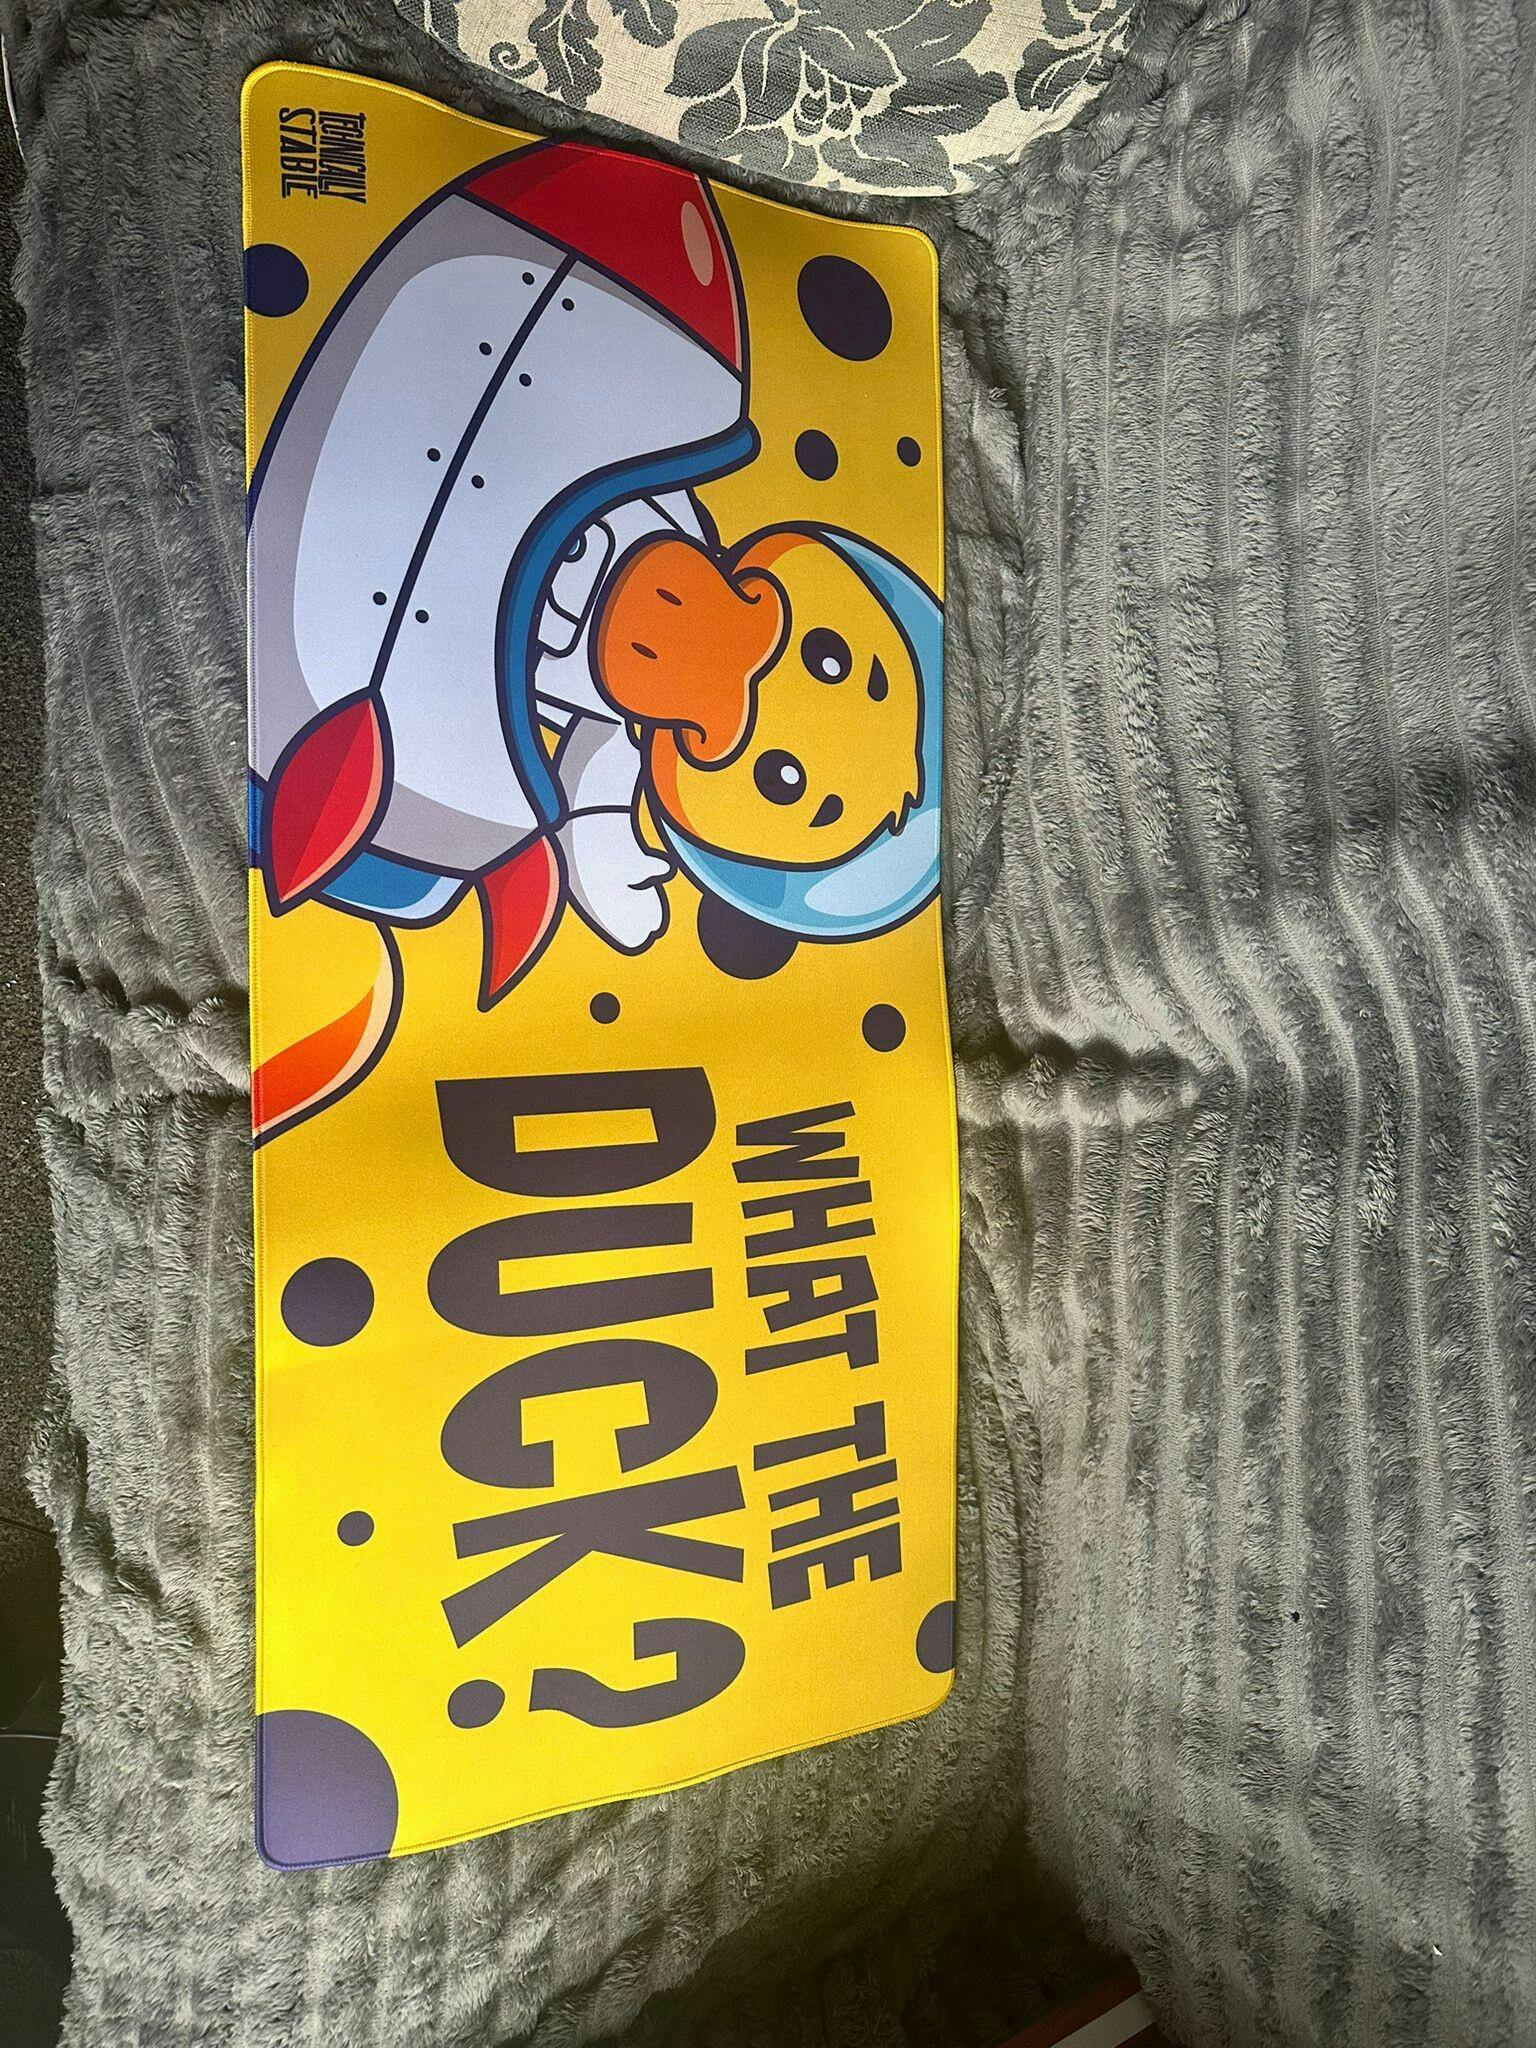 TECHNICALLY
STABLE
WHAT THE
DUCK?